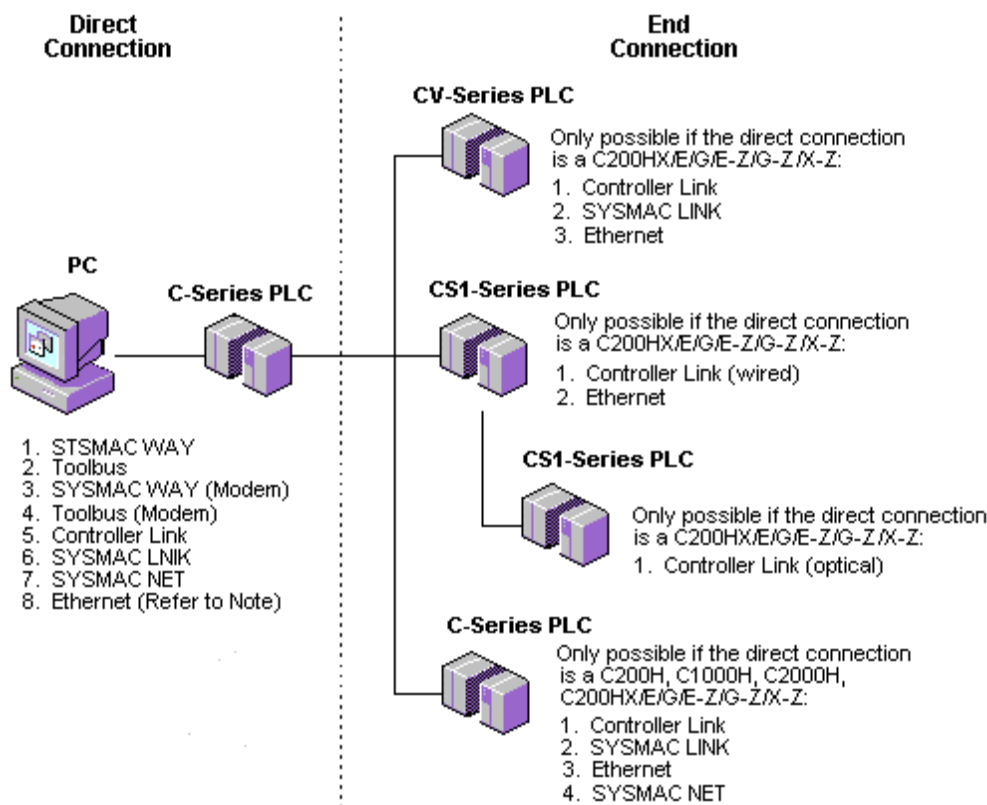 Direct
Connection
End
Connection
CV-Series PLC
Only possible if the direct connection
is a C200HX/E/G/E-Z/G-Z/X-Z:
1. Controller Link
2. SYSMAC LINK
3. Ethernet
PC
C-Series PLC
1. STSMAC WAY
2. Toolbus
3. SYSMAC WAY (Modem)
4. Toolbus (Modem)
5. Controller Link
6. SYSMAC LNIK
7. SYSMAC NET
8. Ethernet (Refer to Note)
CS1-Series PLC
Only possible if the direct connection
is a C200HX/E/G/E-Z/G-Z/X-Z:
1. Controller Link (wired)
2. Ethernet
CS1-Series PLC
Only possible if the direct connection
is a C200HX/E/G/E-Z/G-Z/X-Z:
1. Controller Link (optical)
C-Series PLC
Only possible if the direct connection
is a C200H, C1000H, C2000H,
C200HX/E/G/E-Z/G-Z/X-Z:
1. Controller Link
2. SYSMAC LINK
3. Ethernet
4. SYSMAC NET